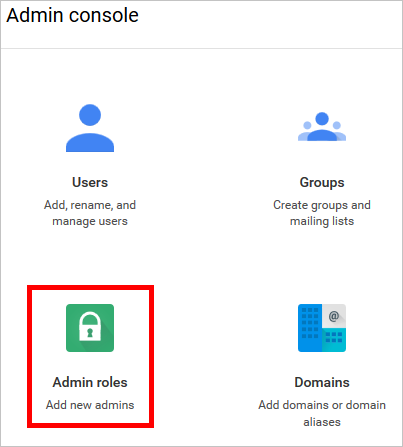 Admin console
Users
Add, rename, and
manage users
Groups
Create groups and
mailing lists
Admin roles
Add new admins
@
Domains
Add domains or domain
aliases